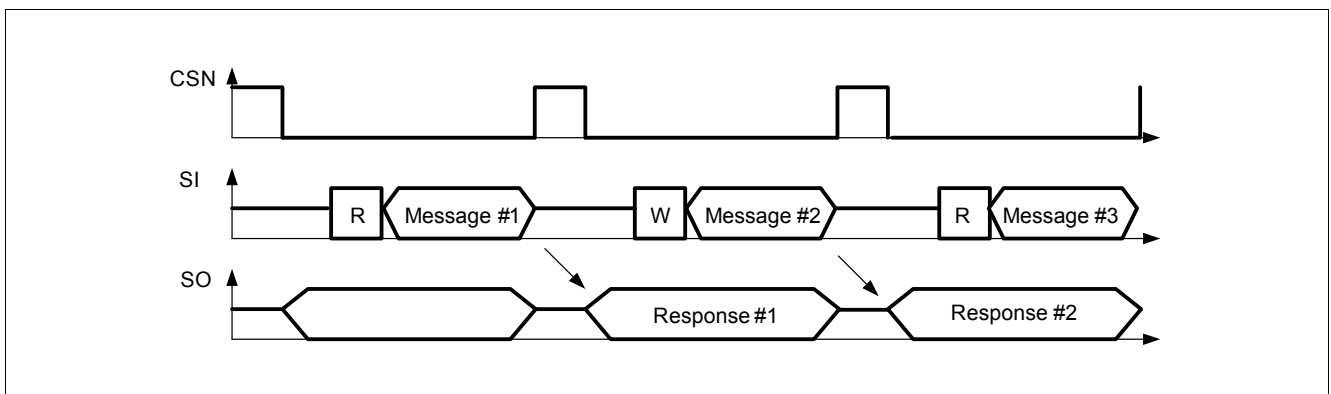 CSN
SI
R Message #1 W Message #2 R Message #3
SO
Response #1 Response #2